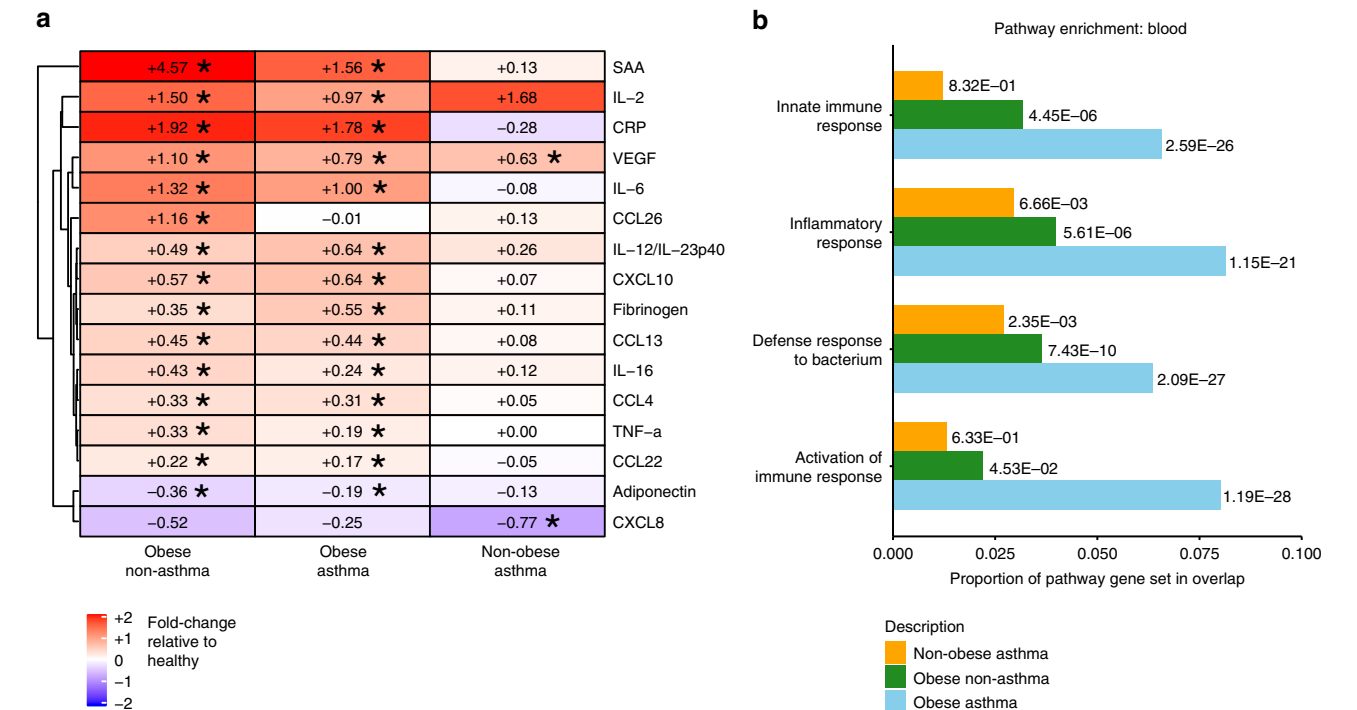 a
+4.57 * +1.56 * +0.13 SAA
+1.50 * +0.97 * +1.68 IL−2
+1.92 * +1.78 * −0.28 CRP
+1.10 * +0.79 * +0.63 * VEGF
+1.32 * +1.00 * −0.08 IL−6
+1.16 * −0.01 +0.13 CCL26
+0.49 * +0.64 * +0.26 IL−12/IL−23p40
+0.57 * +0.64 * +0.07 CXCL10
+0.35 * +0.55 * +0.11 Fibrinogen
+0.45 * +0.44 * +0.08 CCL13
+0.43 * +0.24 * +0.12 IL−16
+0.33 * +0.31 * +0.05 CCL4
+0.33 * +0.19 * +0.00 TNF−a
+0.22 * +0.17 * −0.05 CCL22
−0.36 * −0.19 * −0.13 Adiponectin
−0.52 −0.25 −0.77 * CXCL8
Obese Obese Non-obese
non-asthma asthma asthma
+2
+1
0
−1
−2
Fold-change
relative to
healthy
b
Pathway enrichment: blood
Innate immune
response
8.32E−01
4.45E−06
2.59E−26
Inflammatory
response
6.66E−03
5.61E−06
1.15E−21
Defense response
to bacterium
2.35E−03
7.43E−10
2.09E−27
Activation of
immune response
6.33E−01
4.53E−02
1.19E−28
0.000 0.025 0.050 0.075 0.100
Proportion of pathway gene set in overlap
Description
Non-obese asthma
Obese non-asthma
Obese asthma